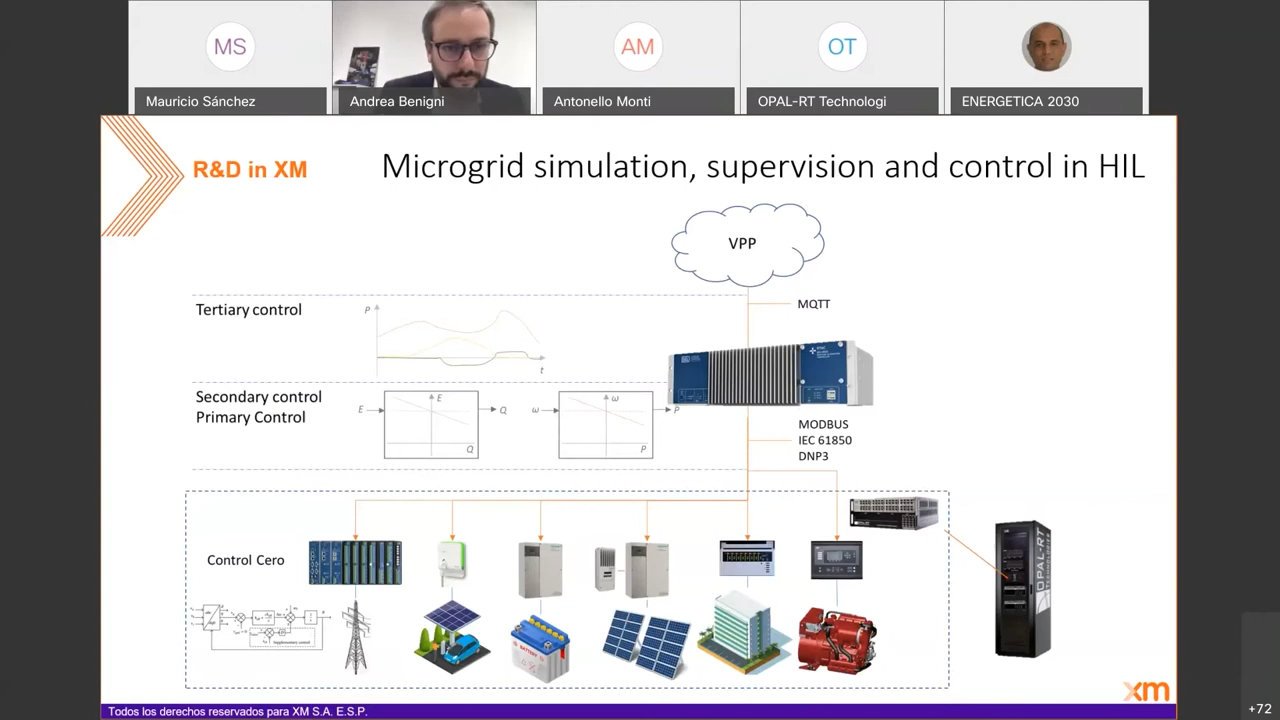 MS
AM
OT
Mauricio Sánchez
Andrea Benigni
Antonello Monti
OPAL-RT Technologi
ENERGETICA 2030
R&D in XM
Microgrid simulation, supervision and control in HIL
VPP
MQTT
Tertiary control
P
t
Secondary control
Primary Control
E
E
Q
Q
ω
ω
P
P
MODBUS
IEC 61850
DNP3
Control Cero
BATTERY
OPAL-RT
TECHNOLOGIES
xm
Todos los derechos reservados para XM S.A. E.S.P.
+72